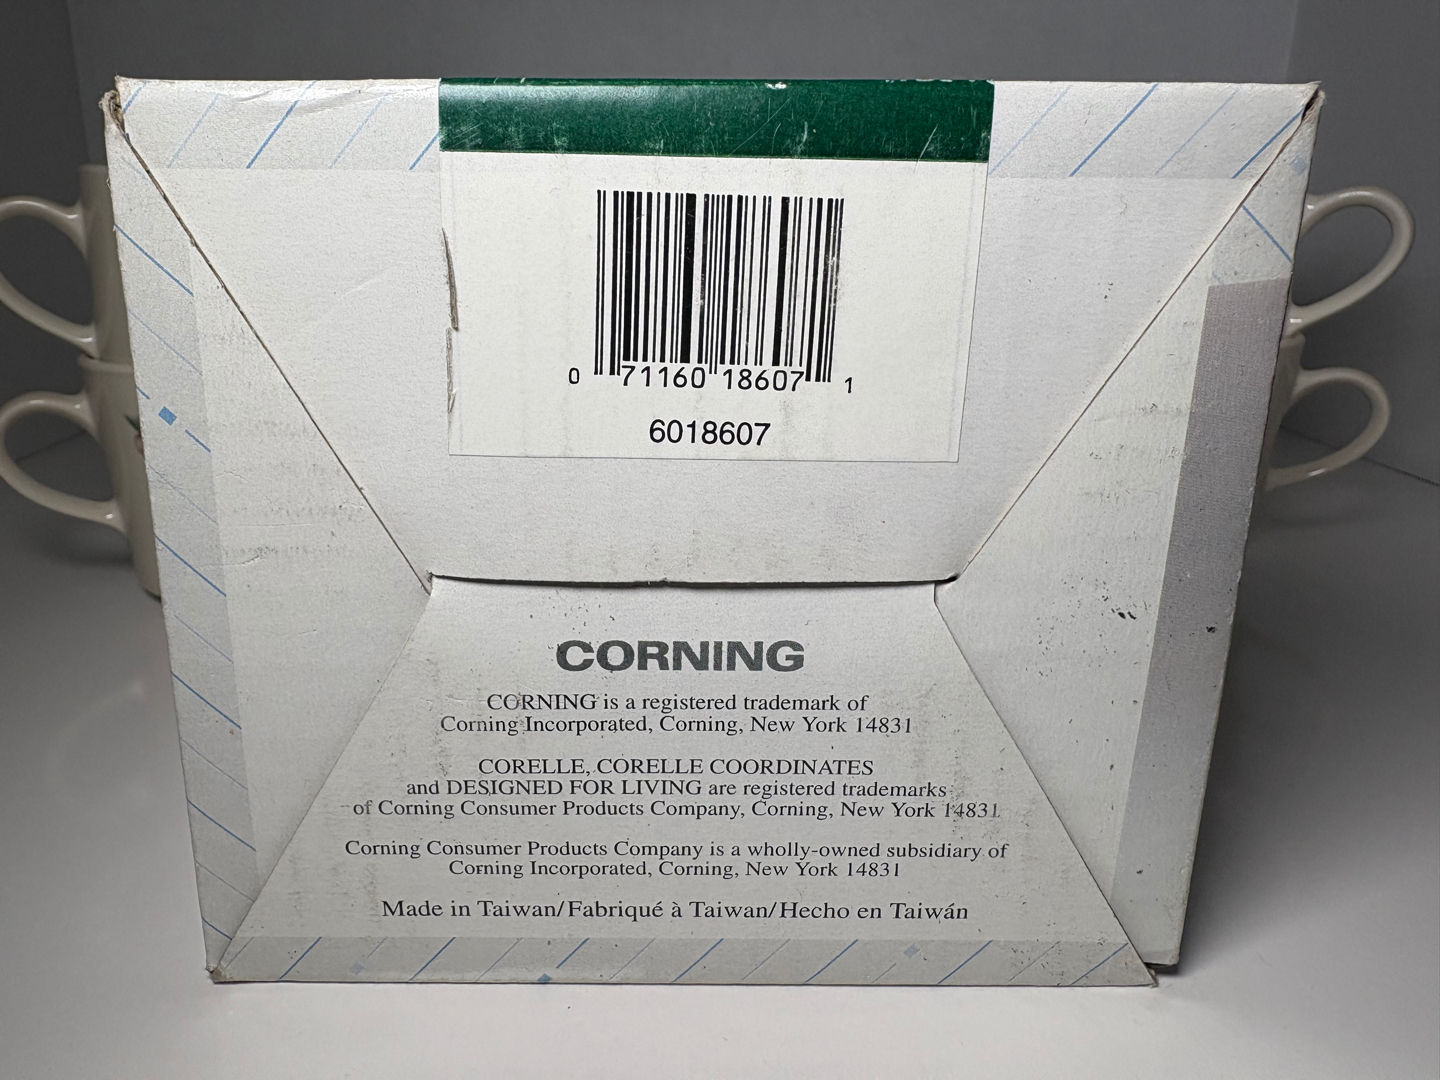 0 71160 18607 1
6018607
CORNING
CORNING is a registered trademark of
Corning Incorporated, Corning, New York 14831
CORELLE, CORELLE COORDINATES
and DESIGNED FOR LIVING are registered trademarks
of Corning Consumer Products Company, Corning, New York 14831
Corning Consumer Products Company is a wholly-owned subsidiary of
Corning Incorporated, Corning, New York 14831
Made in Taiwan/Fabriqué à Taiwan/Hecho en Taiwán